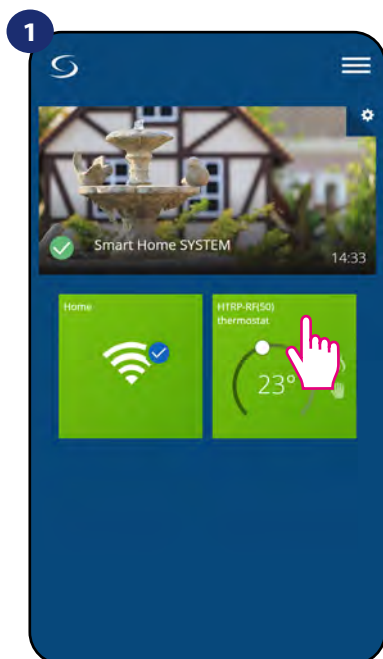 1
Smart Home SYSTEM
14:33
Home
HTRP-RF(50)
thermostat
23°